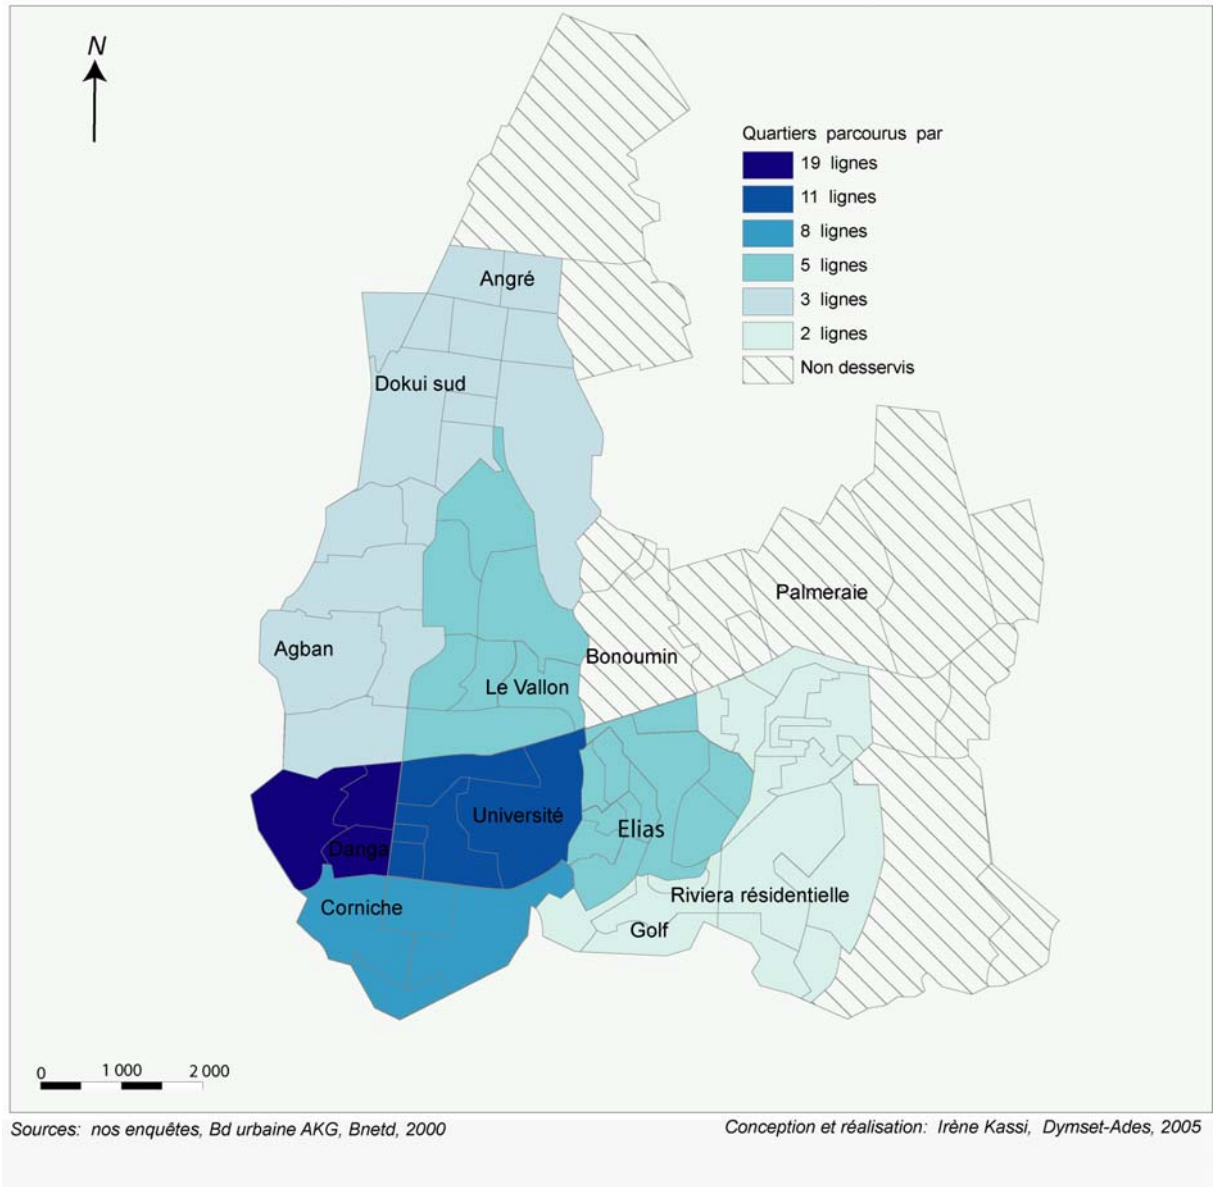 N
Quartiers parcourus par
19 lignes
11 lignes
8 lignes
5 lignes
3 lignes
2 lignes
Non desservis
Angré
Dokui sud
Palmeraie
Agban
Bonoumin
Le Vallon
Université
Elias
Danga
Riviera résidentielle
Corniche
Golf
0 1 000 2 000
Sources: nos enquêtes, Bd urbaine AKG, Bnetd, 2000
Conception et réalisation: Irène Kassi, Dymset-Ades, 2005